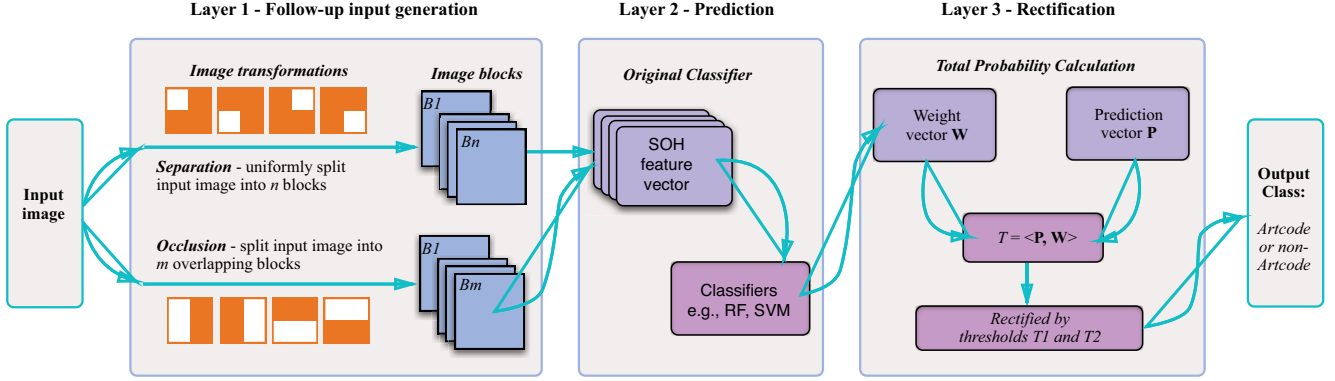 Layer 1 - Follow-up input generation
Layer 2 - Prediction
Layer 3 - Rectification
Input
image
Image transformations
Image blocks
Separation - uniformly split
input image into n blocks
B1
Bn
Occlusion - split input image into
m overlapping blocks
B1
Bm
Original Classifier
SOH
feature
vector
Classifiers
e.g., RF, SVM
Total Probability Calculation
Weight
vector W
Prediction
vector P
T = <P, W>
Rectified by
thresholds T1 and T2
Output
Class:
Artcode
or non-
Artcode